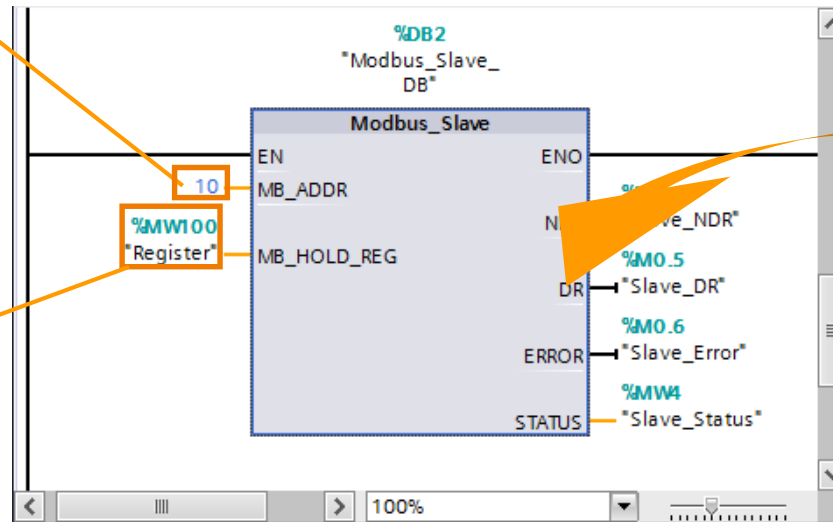 %DB2
"Modbus_Slave_
DB"
Modbus_Slave
EN ENO
10 MB_ADDR
%MW100
"Register" MB_HOLD_REG
%M0.5
DR "Slave_DR"
%M0.6
ERROR "Slave_Error"
%MW4
STATUS "Slave_Status"
100%